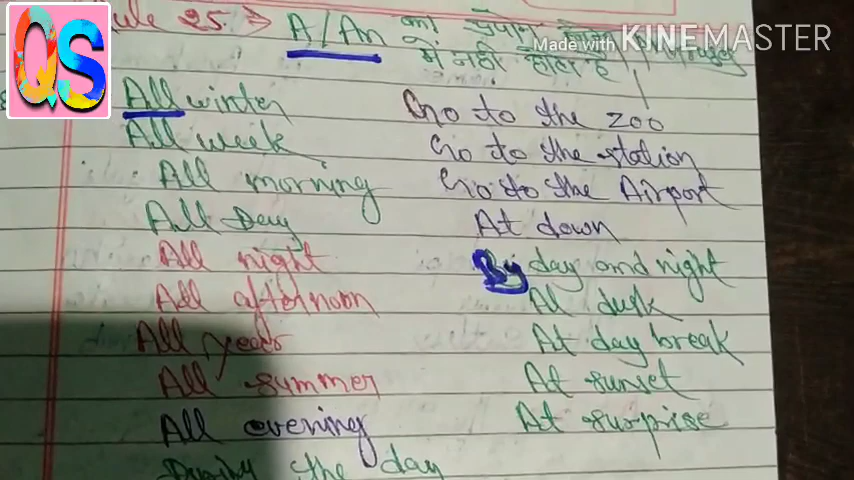 QS
Rule 25 ⇒ A/An का प्रयोग
में नही होता है।
Made with KINEMASTER
All winter
All week
All morning
All Day
All night
All afternoon
All year
All summer
All evening
the day
Go to the zoo
Go to the station
Go to the Airport
At down
By day and night
At dusk
At day break
At sunset
At surprise